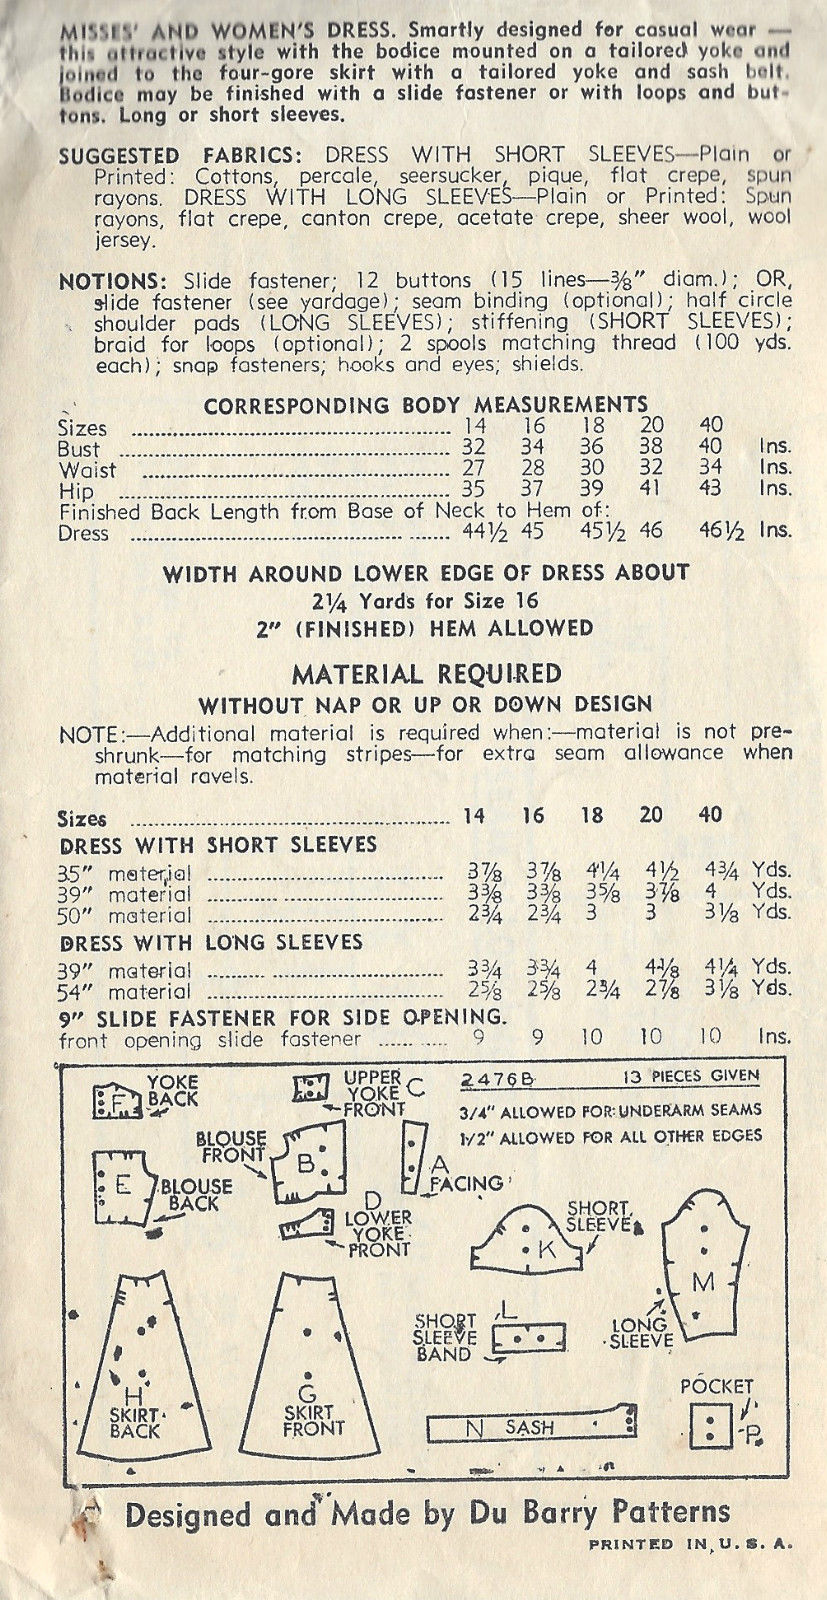 MISSES' AND WOMEN'S DRESS. Smartly designed for casual wear —
this attractive style with the bodice mounted on a tailored yoke and
joined to the four-gore skirt with a tailored yoke and sash belt.
Bodice may be finished with a slide fastener or with loops and but-
tons. Long or short sleeves.
SUGGESTED FABRICS: DRESS WITH SHORT SLEEVES—Plain or
Printed: Cottons, percale, seersucker, pique, flat crepe, spun
rayons. DRESS WITH LONG SLEEVES—Plain or Printed: Spun
rayons, flat crepe, canton crepe, acetate crepe, sheer wool, wool
jersey.
NOTIONS: Slide fastener; 12 buttons (15 lines—3/8" diam.); OR,
slide fastener (see yardage); seam binding (optional); half circle
shoulder pads (LONG SLEEVES); stiffening (SHORT SLEEVES);
braid for loops (optional); 2 spools matching thread (100 yds.
each); snap fasteners; hooks and eyes; shields.
CORRESPONDING BODY MEASUREMENTS
Sizes 14 16 18 20 40
Bust 32 34 36 38 40 Ins.
Waist 27 28 30 32 34 Ins.
Hip 35 37 39 41 43 Ins.
Finished Back Length from Base of Neck to Hem of:
Dress 44½ 45 45½ 46 46½ Ins.
WIDTH AROUND LOWER EDGE OF DRESS ABOUT
2¼ Yards for Size 16
2" (FINISHED) HEM ALLOWED
MATERIAL REQUIRED
WITHOUT NAP OR UP OR DOWN DESIGN
NOTE:—Additional material is required when:—material is not pre-
shrunk—for matching stripes—for extra seam allowance when
material ravels.
Sizes 14 16 18 20 40
DRESS WITH SHORT SLEEVES
35" material 3⅞ 3⅞ 4¼ 4½ 4¾ Yds.
39" material 3⅜ 3⅜ 3⅝ 3⅞ 4 Yds.
50" material 2¾ 2¾ 3 3 3⅛ Yds.
DRESS WITH LONG SLEEVES
39" material 3¾ 3¾ 4 4⅛ 4¼ Yds.
54" material 2⅝ 2⅝ 2¾ 2⅞ 3⅛ Yds.
9" SLIDE FASTENER FOR SIDE OPENING.
front opening slide fastener 9 9 10 10 10 Ins.
2476B 13 PIECES GIVEN
3/4" ALLOWED FOR UNDERARM SEAMS
1/2" ALLOWED FOR ALL OTHER EDGES
F YOKE
BACK
UPPER
YOKE C
FRONT
BLOUSE
FRONT B
A
FACING
E BLOUSE
BACK
D
LOWER
YOKE
FRONT
SHORT
SLEEVE
K
M
LONG
SLEEVE
L
SHORT
SLEEVE
BAND
H
SKIRT
BACK
G
SKIRT
FRONT
N SASH
POCKET
P
Designed and Made by Du Barry Patterns
PRINTED IN U. S. A.